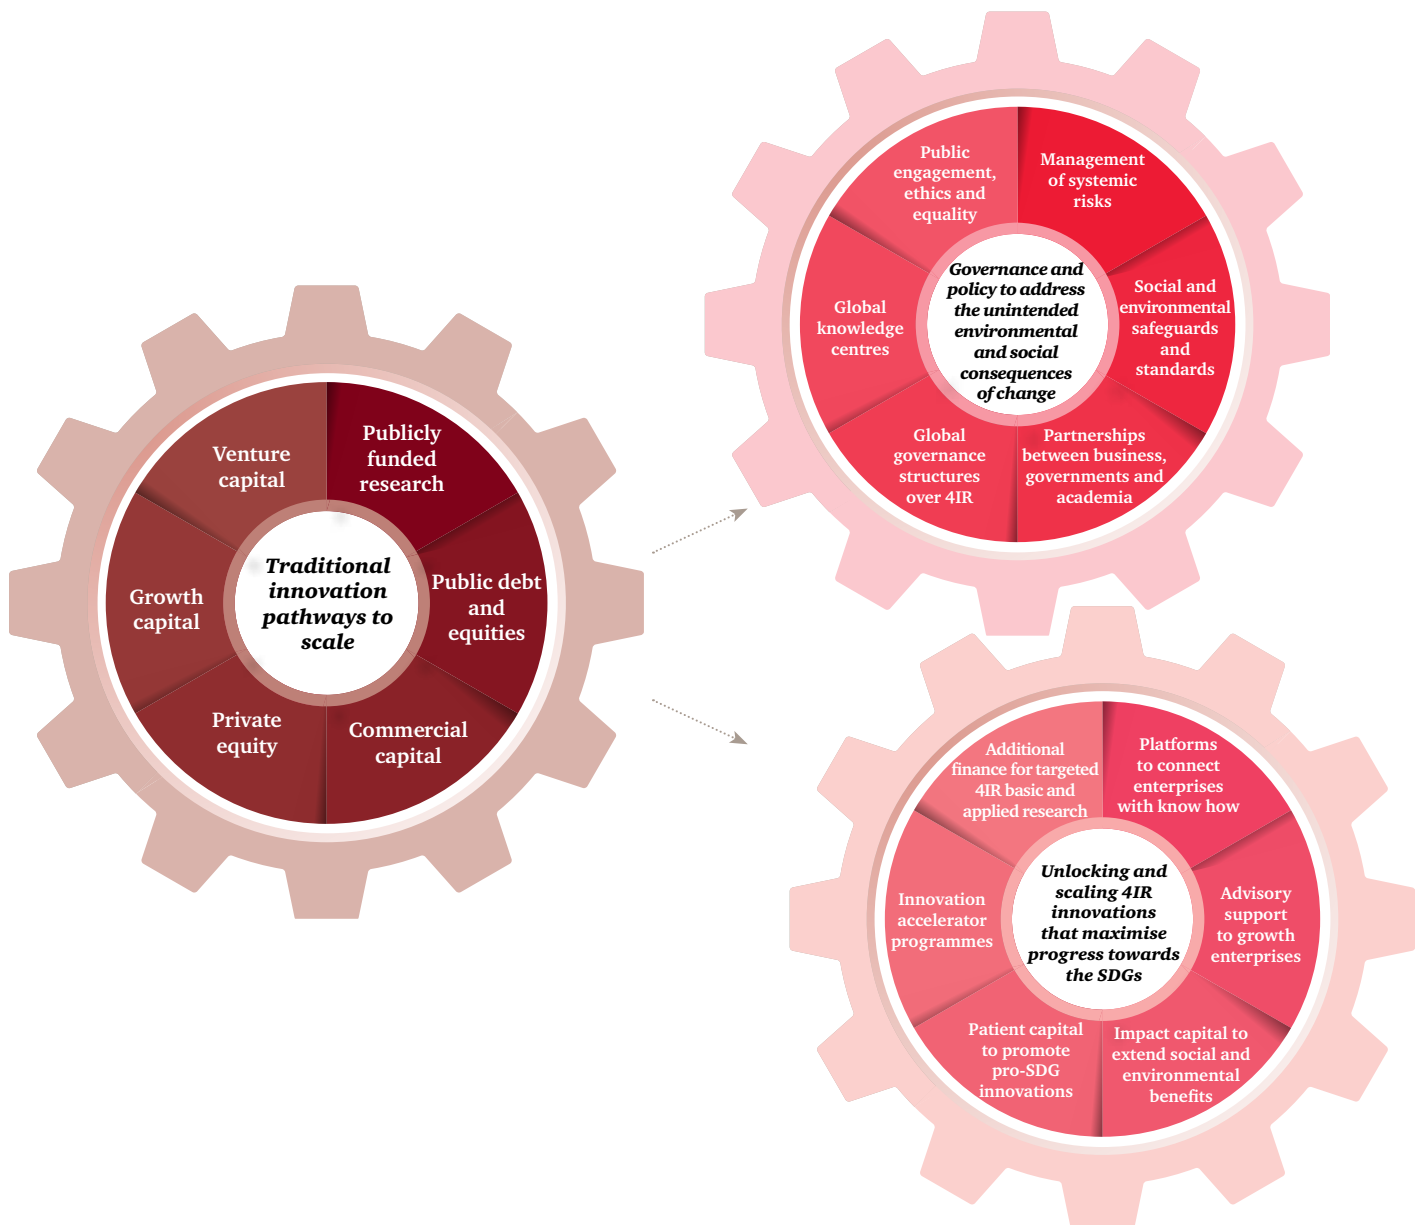 Traditional
innovation
pathways to
scale
Publicly
funded
research
Public debt
and
equities
Commercial
capital
Private
equity
Growth
capital
Venture
capital
Governance and
policy to address
the unintended
environmental
and social
consequences
of change
Management
of systemic
risks
Social and
environmental
safeguards
and
standards
Partnerships
between business,
governments and
academia
Global
governance
structures
over 4IR
Global
knowledge
centres
Public
engagement,
ethics and
equality
Unlocking and
scaling 4IR
innovations
that maximise
progress towards
the SDGs
Platforms
to connect
enterprises
with know how
Advisory
support
to growth
enterprises
Impact capital to
extend social and
environmental
benefits
Patient capital
to promote
pro-SDG
innovations
Innovation
accelerator
programmes
Additional
finance for targeted
4IR basic and
applied research